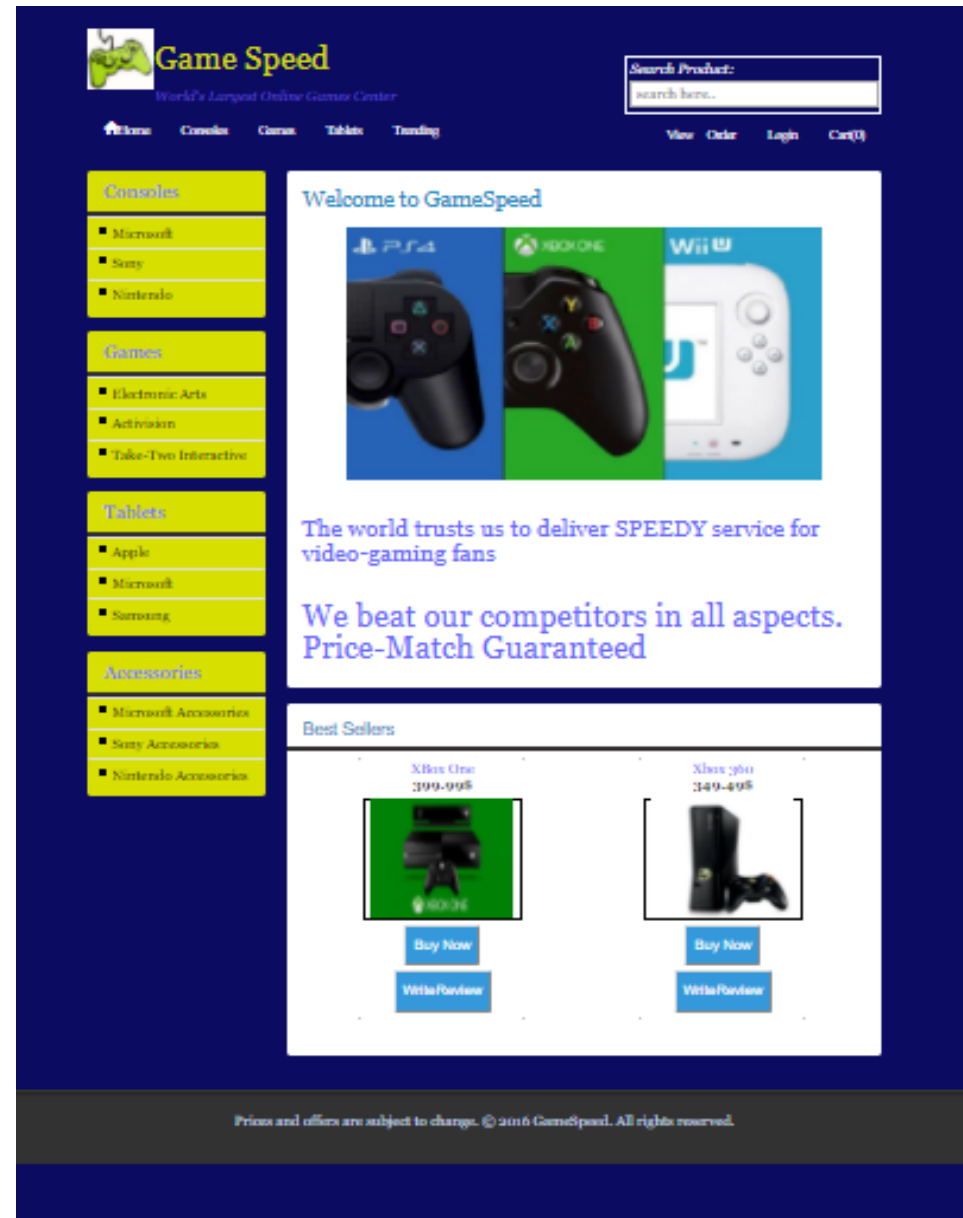 Game Speed
World's Largest Online Games Center
Search Product:
search here..
Home Consoles Games Tablets Trending
View Order Login Cart(0)
Consoles
Microsoft
Sony
Nintendo
Games
Electronic Arts
Activision
Take-Two Interactive
Tablets
Apple
Microsoft
Samsung
Accessories
Microsoft Accessories
Sony Accessories
Nintendo Accessories
Welcome to GameSpeed
PS4 XBOX ONE Wii U
The world trusts us to deliver SPEEDY service for
video-gaming fans
We beat our competitors in all aspects.
Price-Match Guaranteed
Best Sellers
XBox One
399-99$
XBOX ONE
Buy Now
WriteReview
Xbox 360
349-49$
Buy Now
WriteReview
Prices and offers are subject to change. © 2016 GameSpeed. All rights reserved.